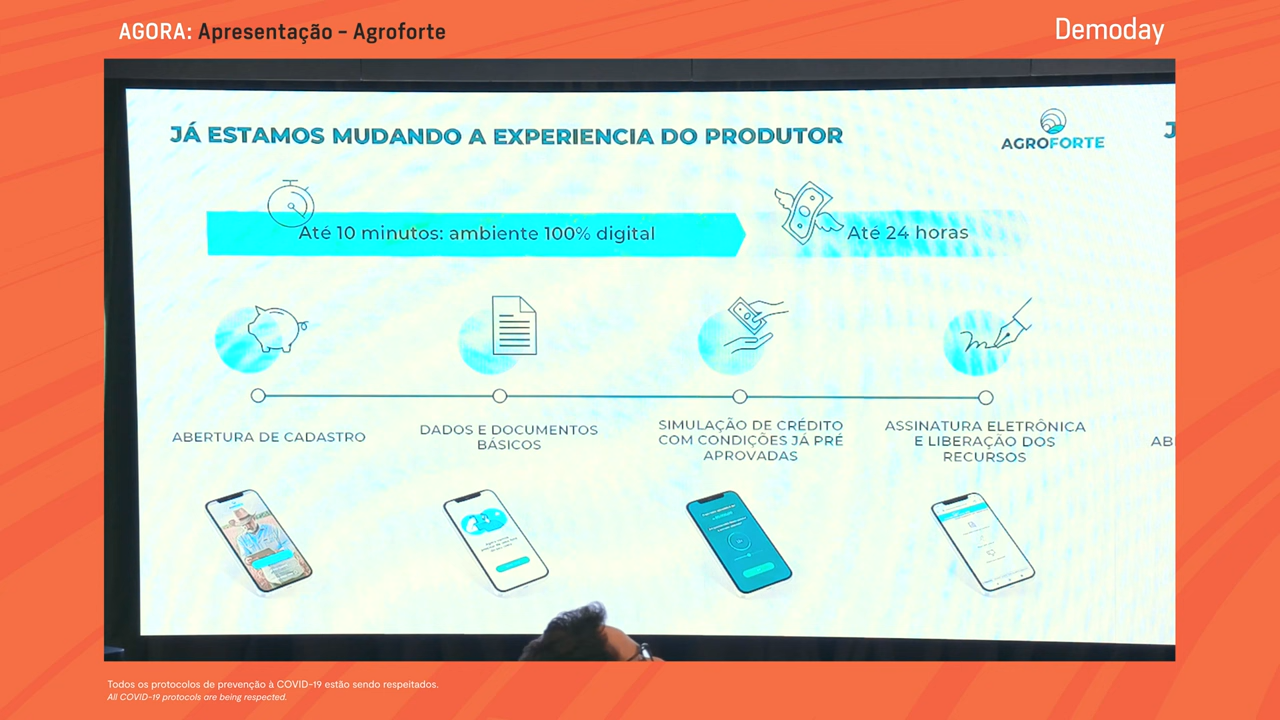 AGORA: Apresentação - Agroforte
Demoday
JÁ ESTAMOS MUDANDO A EXPERIENCIA DO PRODUTOR
AGROFORTE
Até 10 minutos: ambiente 100% digital
Até 24 horas
ABERTURA DE CADASTRO
DADOS E DOCUMENTOS
BÁSICOS
SIMULAÇÃO DE CRÉDITO
COM CONDIÇÕES JÁ PRÉ
APROVADAS
ASSINATURA ELETRÔNICA
E LIBERAÇÃO DOS
RECURSOS
Todos os protocolos de prevenção à COVID-19 estão sendo respeitados.
All COVID-19 protocols are being respected.